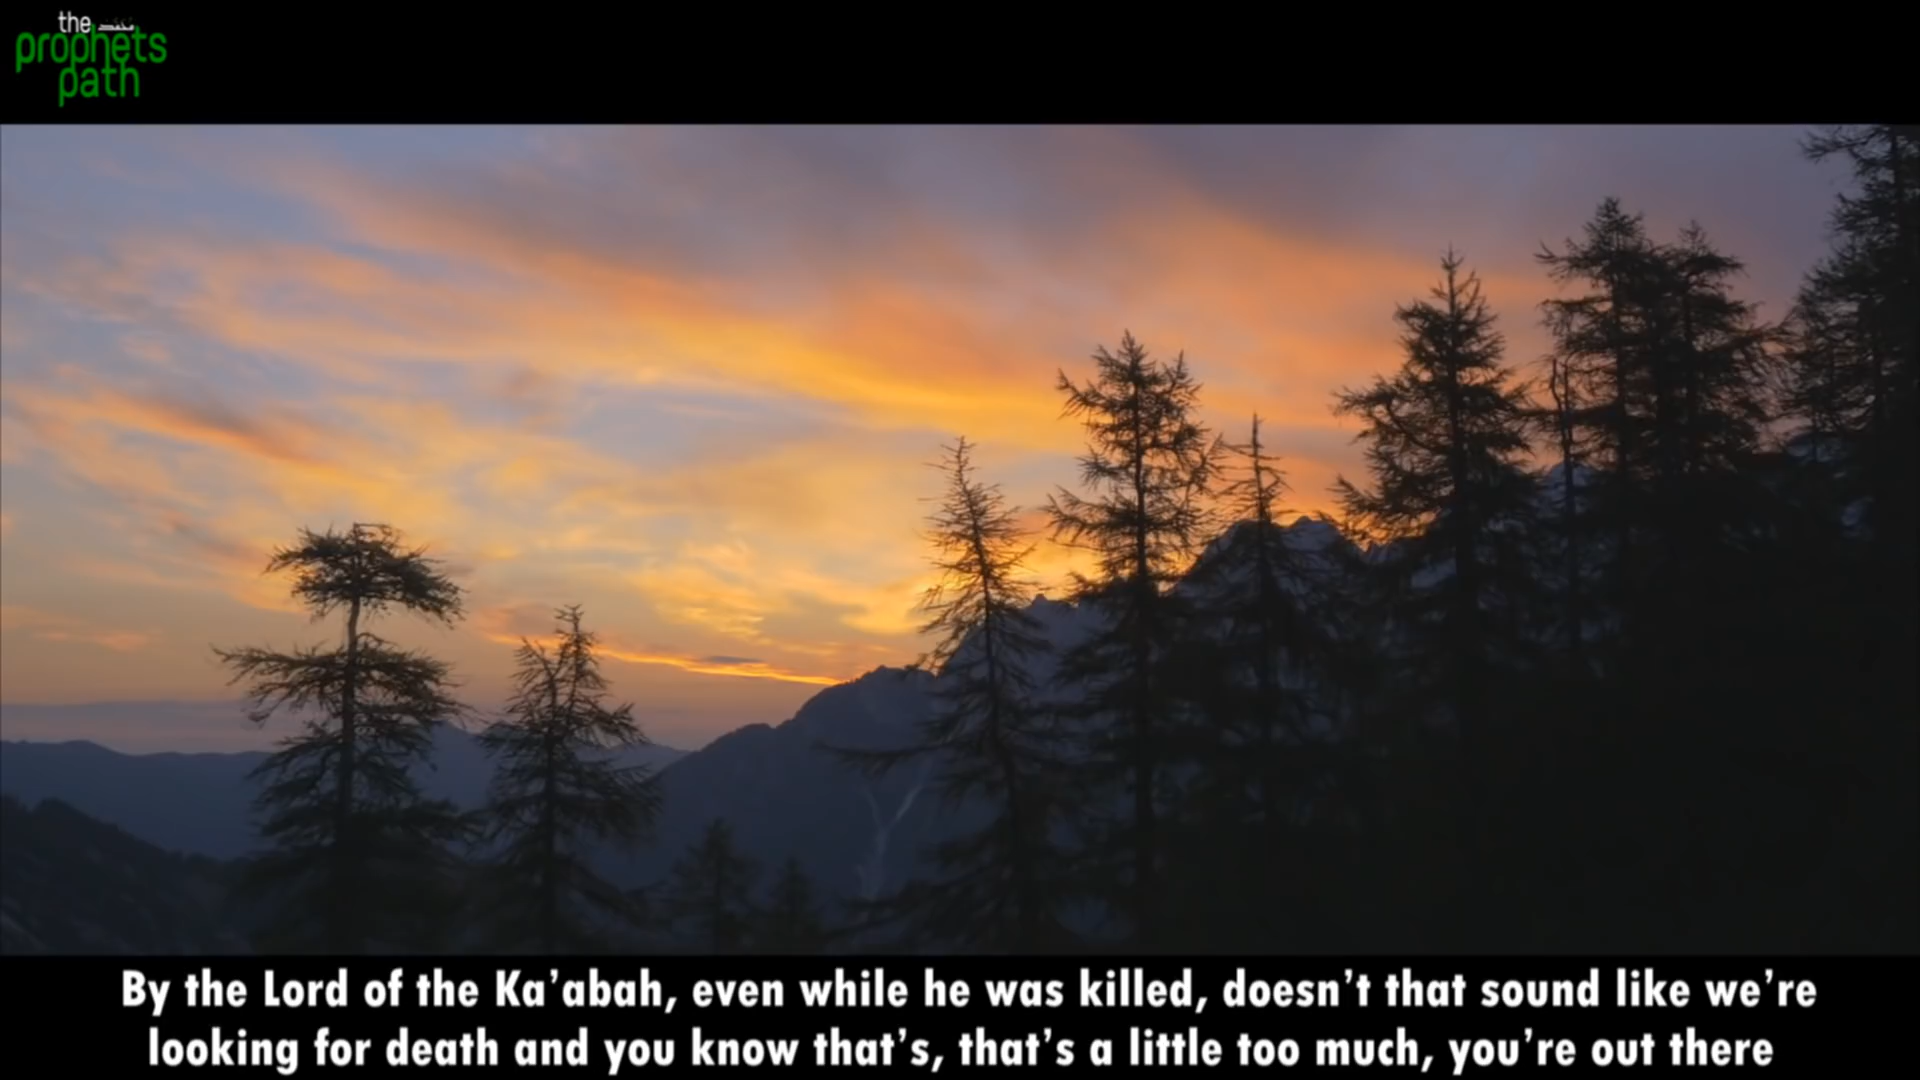 the
prophets
path
By the Lord of the Ka'abah, even while he was killed, doesn't that sound like we're
looking for death and you know that's, that's a little too much, you're out there